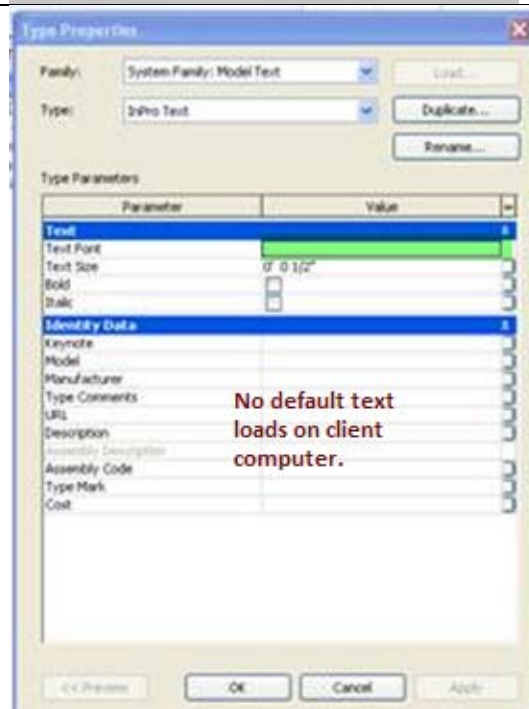 Type Properties
Family: System Family: Model Text Load...
Type: InPro Text Duplicate...
Rename...
Type Parameters
Parameter Value
Text
Text Font
Text Size 0' 0 1/2"
Bold
Italic
Identity Data
Keynote
Model
Manufacturer
Type Comments
URL
Description
Assembly Description
Assembly Code
Type Mark
Cost
No default text
loads on client
computer.
<< Preview OK Cancel Apply